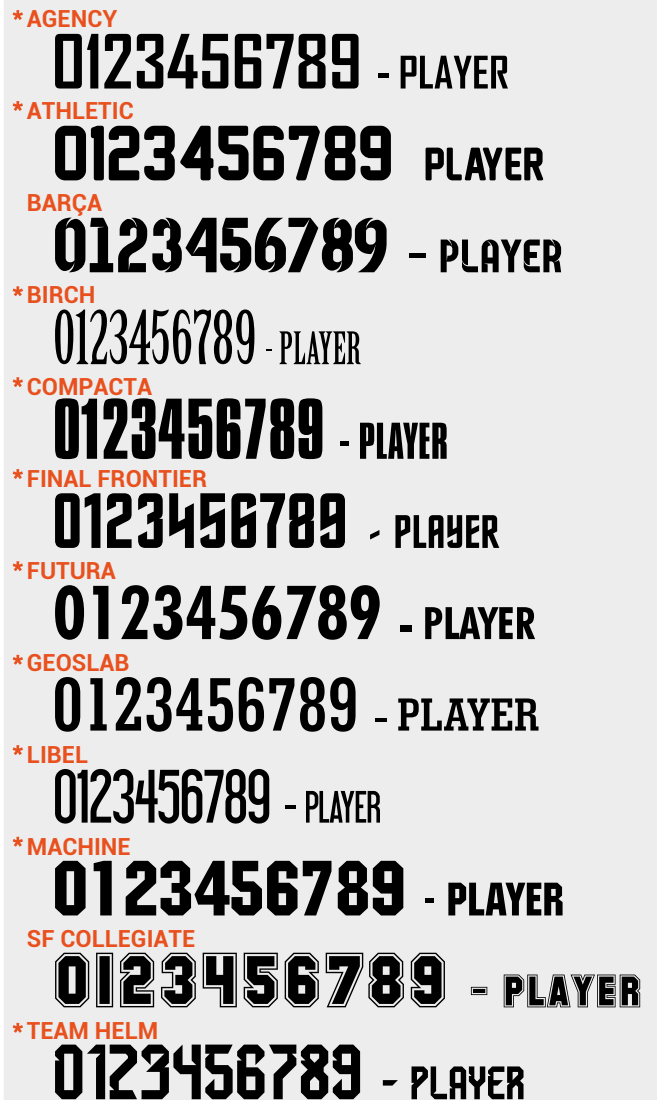 *AGENCY
0123456789 - PLAYER
*ATHLETIC
0123456789 PLAYER
BARÇA
0123456789 - PLAYER
*BIRCH
0123456789 - PLAYER
*COMPACTA
0123456789 - PLAYER
*FINAL FRONTIER
0123456789 - PLAYER
*FUTURA
0123456789 - PLAYER
*GEOSLAB
0123456789 - PLAYER
*LIBEL
0123456789 - PLAYER
*MACHINE
0123456789 - PLAYER
SF COLLEGIATE
0123456789 - PLAYER
*TEAM HELM
0123456789 - PLAYER